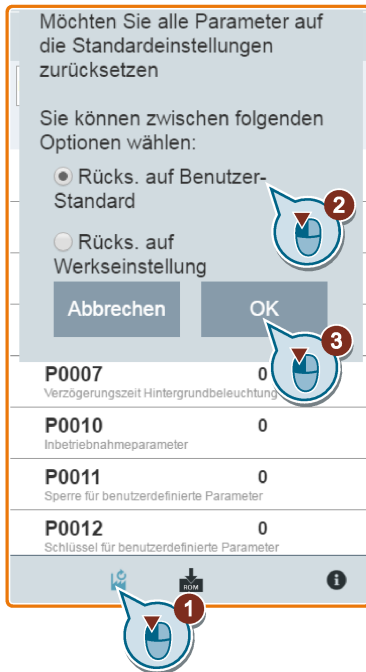 Möchten Sie alle Parameter auf
die Standardeinstellungen
zurücksetzen
Sie können zwischen folgenden
Optionen wählen:
Rücks. auf Benutzer-
Standard
2
Rücks. auf
Werkseinstellung
Abbrechen OK
3
P0007 0
Verzögerungszeit Hintergrundbeleuchtung
P0010 0
Inbetriebnahmeparameter
P0011 0
Sperre für benutzerdefinierte Parameter
P0012 0
Schlüssel für benutzerdefinierte Parameter
ROM
1